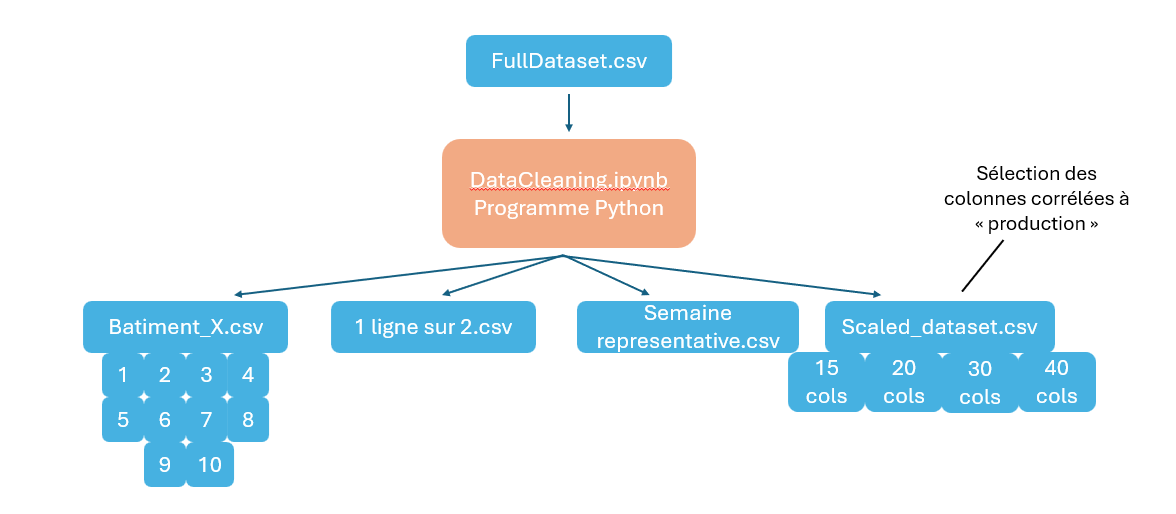 FullDataset.csv
DataCleaning.ipynb
Programme Python
Sélection des
colonnes corrélées à
« production »
Batiment_X.csv
1 2 3 4
5 6 7 8
9 10
1 ligne sur 2.csv
Semaine
representative.csv
Scaled_dataset.csv
15 20 30 40
cols cols cols cols